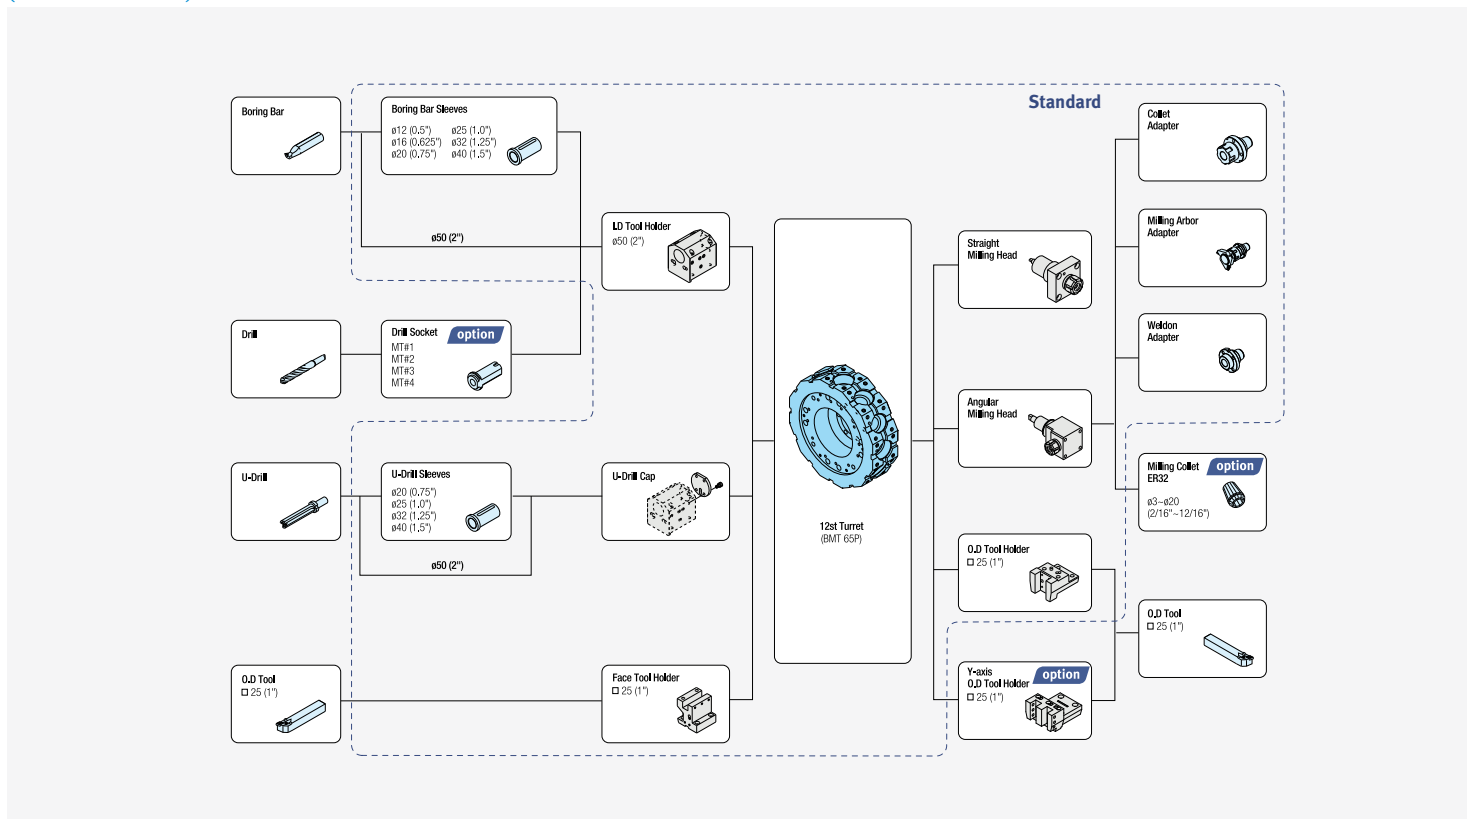 Standard
Boring Bar
Boring Bar Sleeves
ø12 (0.5") ø25 (1.0")
ø16 (0.625") ø32 (1.25")
ø20 (0.75") ø40 (1.5")
ø50 (2")
I.D Tool Holder
ø50 (2")
Drill
Drill Socket
option
MT#1
MT#2
MT#3
MT#4
U-Drill
U-Drill Sleeves
ø20 (0.75")
ø25 (1.0")
ø32 (1.25")
ø40 (1.5")
ø50 (2")
U-Drill Cap
O.D Tool
□ 25 (1")
Face Tool Holder
□ 25 (1")
12st Turret
(BMT 65P)
Straight
Milling Head
Angular
Milling Head
O.D Tool Holder
□ 25 (1")
Y-axis
O.D Tool Holder
option
□ 25 (1")
Collet
Adapter
Milling Arbor
Adapter
Weldon
Adapter
Milling Collet
option
ER32
ø3~ø20
(2/16"~12/16")
O.D Tool
□ 25 (1")